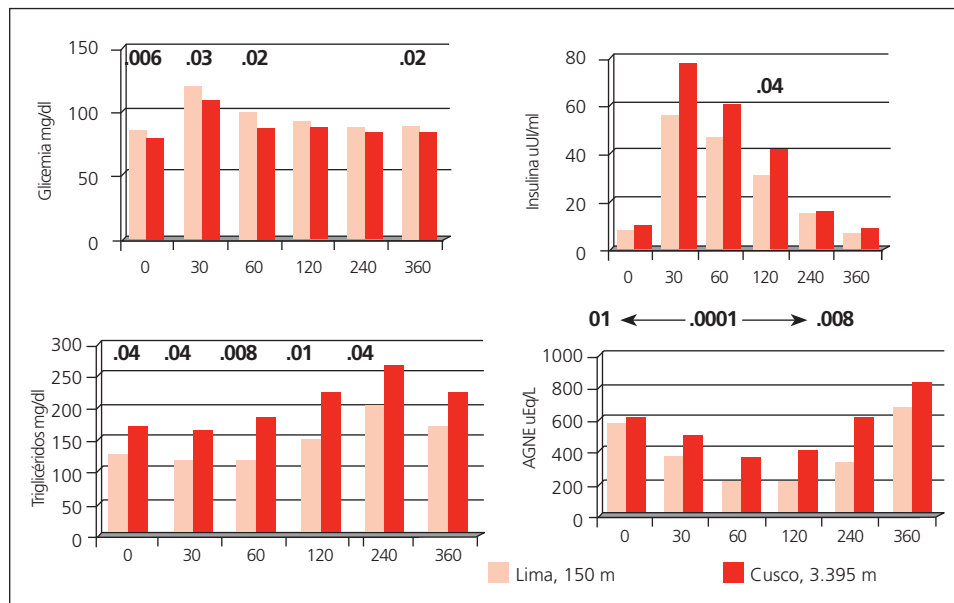 Glicemia mg/dl
150
100
50
0
.006 .03 .02 .02
0 30 60 120 240 360
Insulina uUI/ml
80
60
40
20
0
.04
0 30 60 120 240 360
Triglicéridos mg/dl
300
250
200
150
100
50
0
.04 .04 .008 .01 .04
0 30 60 120 240 360
01 .0001 .008
AGNE uEq/L
1000
800
600
400
200
0
0 30 60 120 240 360
Lima, 150 m
Cusco, 3.395 m